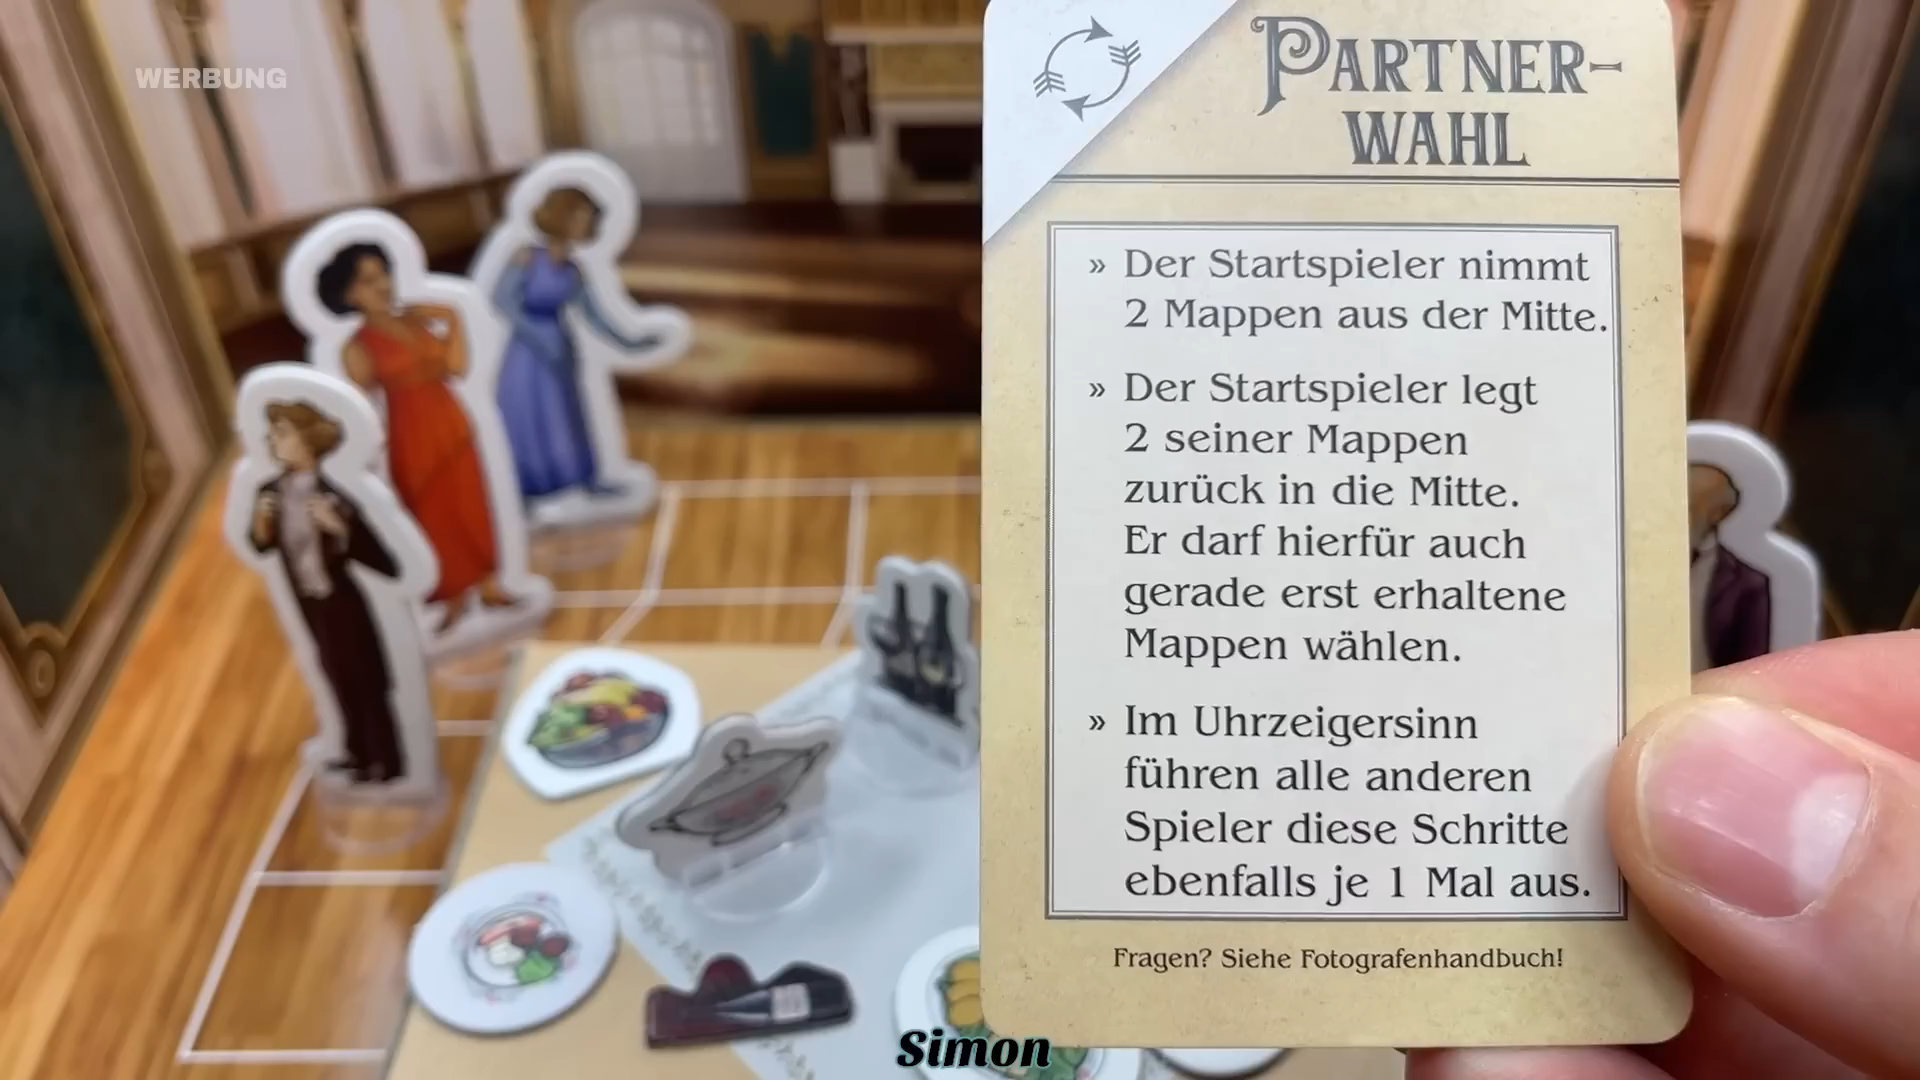 WERBUNG
PARTNER-
WAHL
» Der Startspieler nimmt
2 Mappen aus der Mitte.
» Der Startspieler legt
2 seiner Mappen
zurück in die Mitte.
Er darf hierfür auch
gerade erst erhaltene
Mappen wählen.
» Im Uhrzeigersinn
führen alle anderen
Spieler diese Schritte
ebenfalls je 1 Mal aus.
Fragen? Siehe Fotografenhandbuch!
Simon